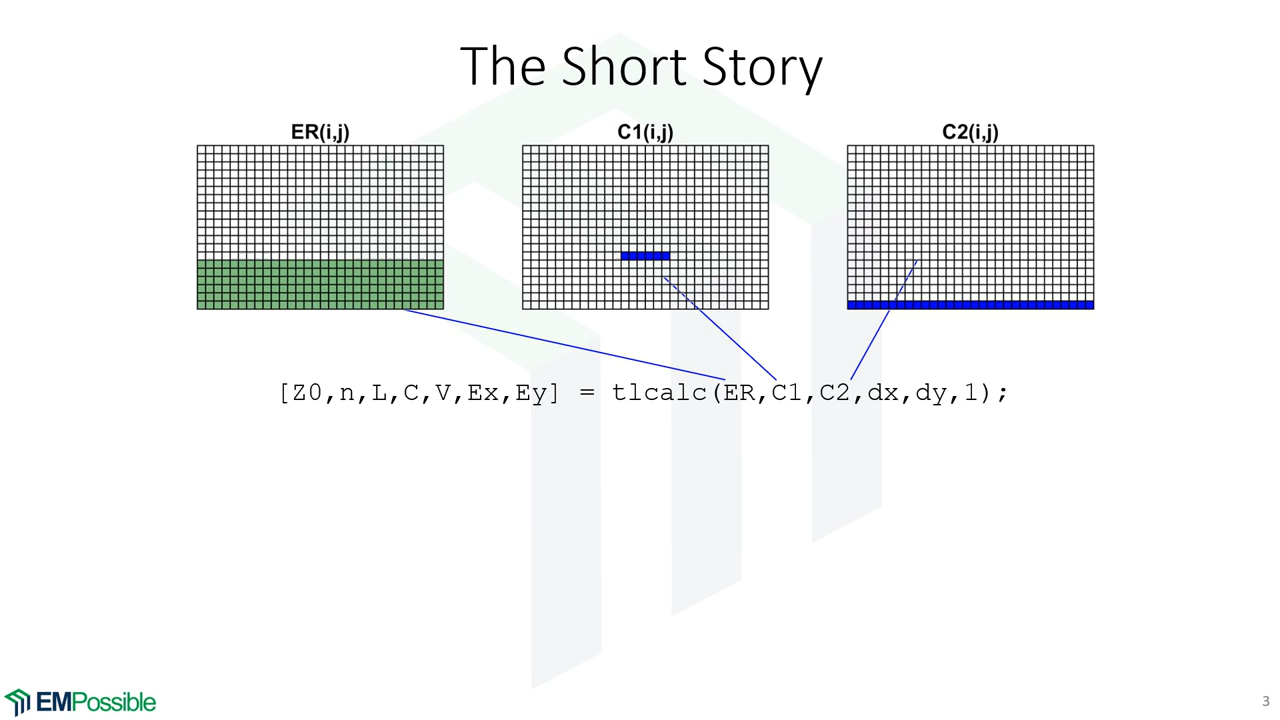 The Short Story
ER(i,j)
C1(i,j)
C2(i,j)
[Z0,n,L,C,V,Ex,Ey] = tlcalc(ER,C1,C2,dx,dy,1);
EMPossible
3